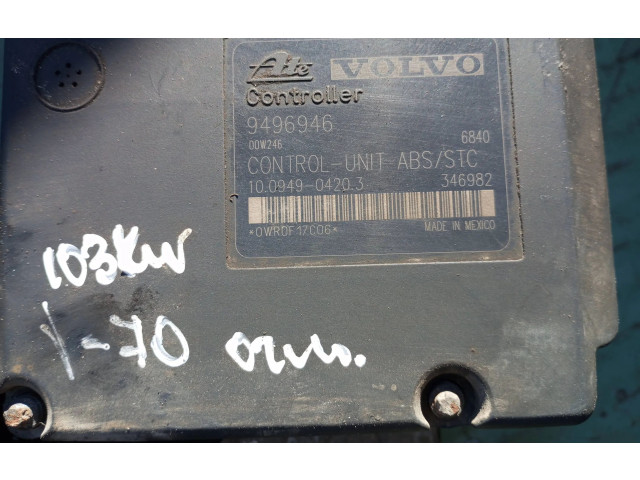 Ate VOLVO
Controller
9496946
00W246 6840
CONTROL-UNIT ABS/STC
10.0949-0420.3 346982
*0WRDF17C06* MADE IN MEXICO
103Kw
V-70